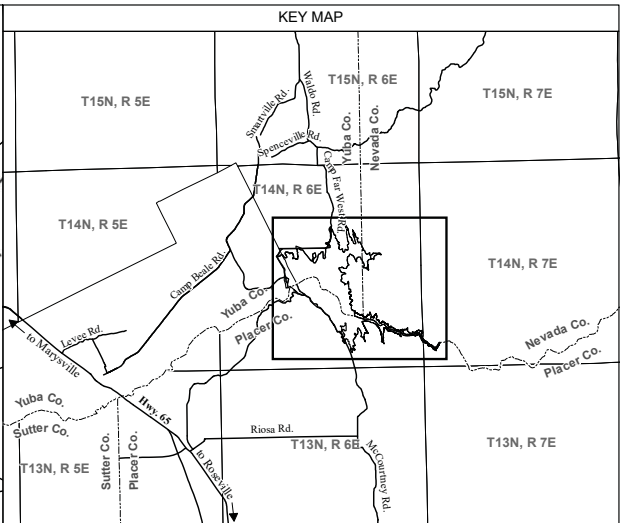 KEY MAP
T15N, R 5E
T15N, R 6E
T15N, R 7E
Waldo Rd.
Smartville Rd.
Spenceville Rd.
Yuba Co.
Nevada Co.
Camp Far West Rd.
T14N, R 6E
T14N, R 5E
T14N, R 7E
Camp Beale Rd.
Yuba Co.
Placer Co.
Levee Rd.
to Marysville
Nevada Co.
Placer Co.
Yuba Co.
Sutter Co.
Hwy. 65
Riosa Rd.
T13N, R 6E
T13N, R 7E
T13N, R 5E
Sutter Co.
Placer Co.
to Roseville
McCourtney Rd.